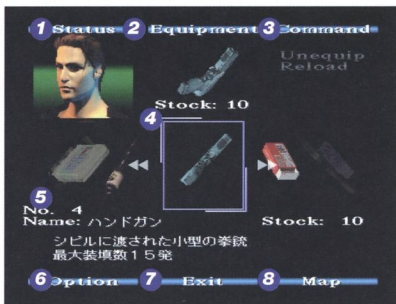 1 Status 2 Equipment 3 Command
Unequip
Reload
Stock: 10
4
5
No. 4
Name: ハンドガン
Stock: 10
シビルに渡された小型の拳銃
最大装填数15発
6 Option 7 Exit 8 Map